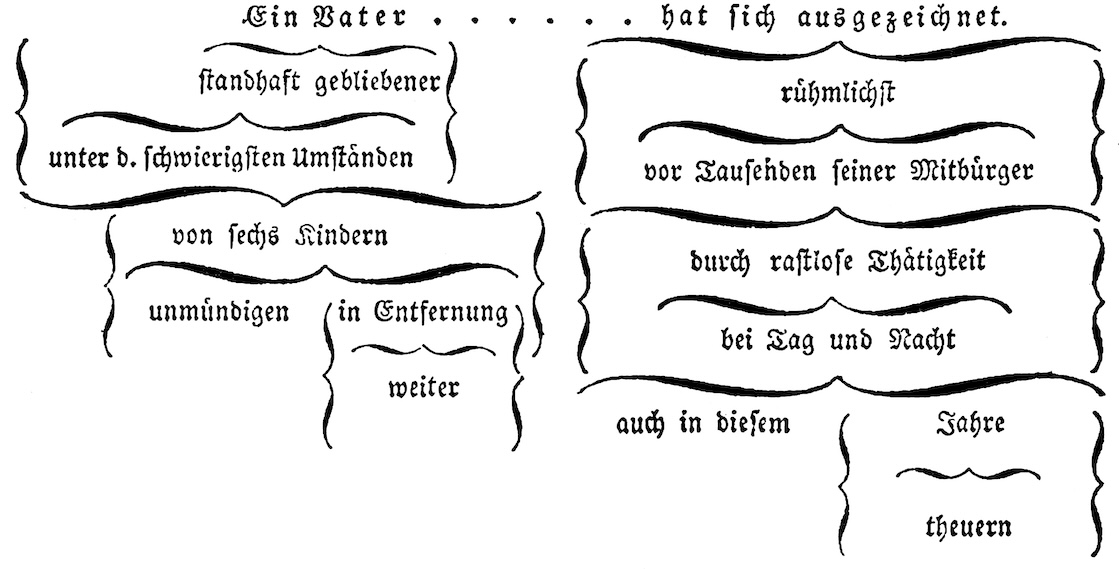 Ein Vater . . . . . . hat ſich ausgezeichnet.
ſtandhaft gebliebener
rühmlichſt
unter d. ſchwierigſten Umſtänden
vor Tauſenden ſeiner Mitbürger
von ſechs Kindern
durch raſtloſe Thätigkeit
unmündigen
in Entfernung
bei Tag und Nacht
weiter
auch in dieſem
Jahre
theuern